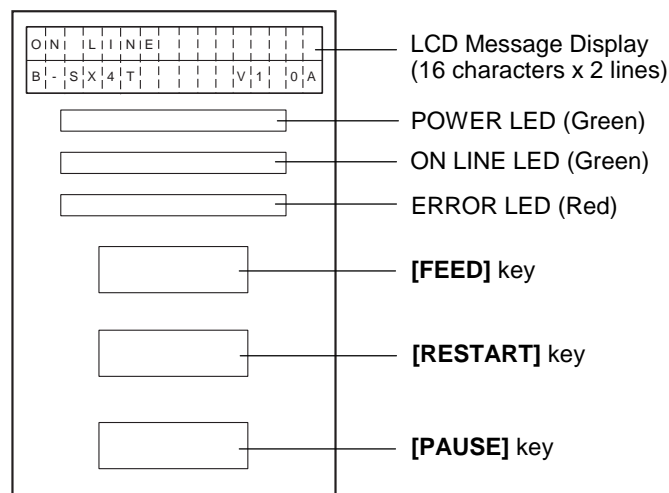 ON LINE
B-SX4T V1 0A
LCD Message Display
(16 characters x 2 lines)
POWER LED (Green)
ON LINE LED (Green)
ERROR LED (Red)
[FEED] key
[RESTART] key
[PAUSE] key